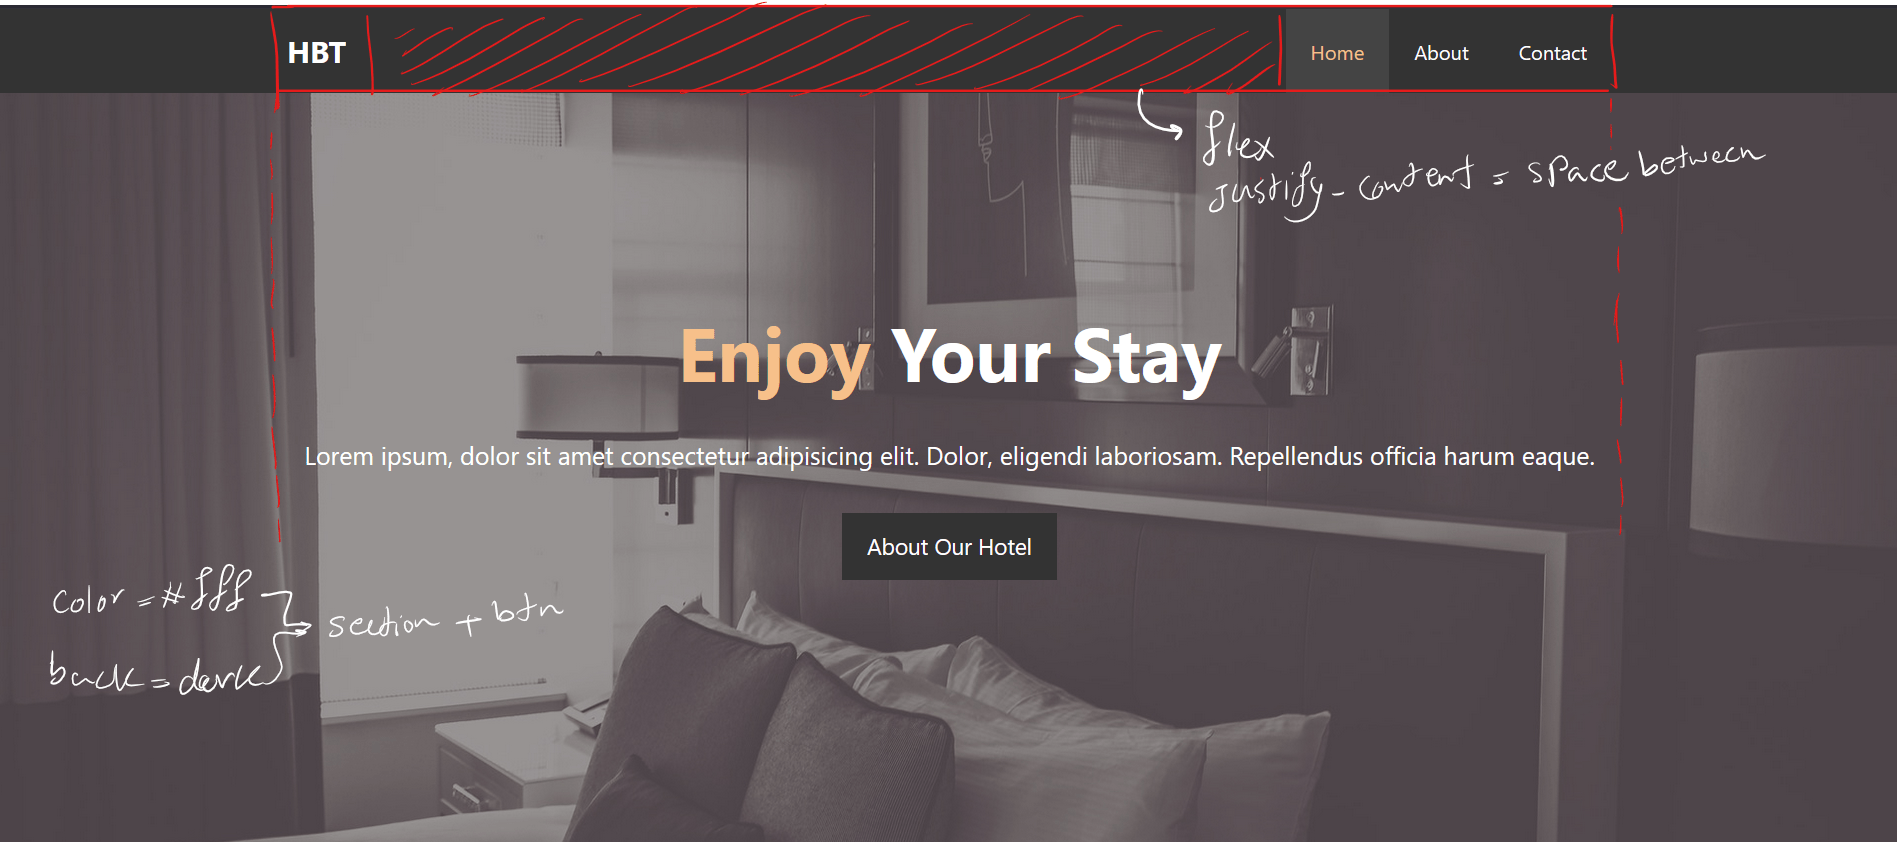 HBT Home About Contact
flex
Justify-content = space between
Enjoy Your Stay
Lorem ipsum, dolor sit amet consectetur adipisicing elit. Dolor, eligendi laboriosam. Repellendus officia harum eaque.
About Our Hotel
color = #fff
section + btn
back = dark